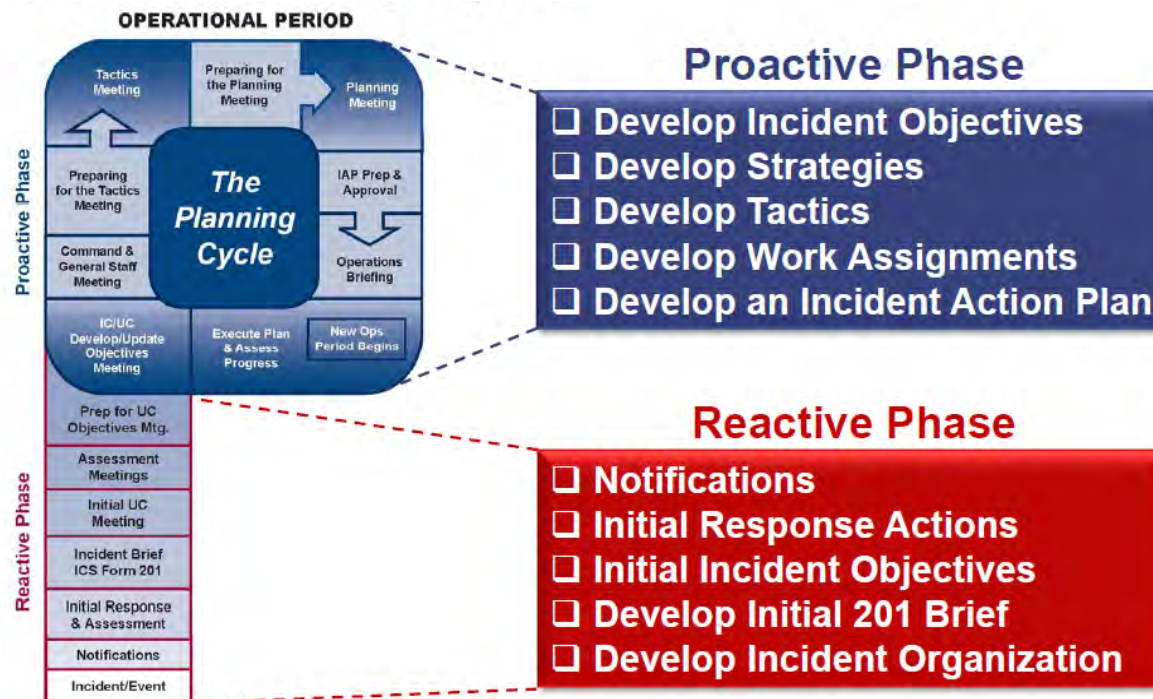 OPERATIONAL PERIOD
Tactics
Meeting
Preparing for
the Planning
Meeting
Planning
Meeting
Preparing
for the Tactics
Meeting
Command &
General Staff
Meeting
The
Planning
Cycle
IAP Prep &
Approval
Operations
Briefing
IC/UC
Develop/Update
Objectives
Meeting
Execute Plan
& Assess
Progress
New Ops
Period Begins
Proactive Phase
Prep for UC
Objectives Mtg.
Assessment
Meetings
Initial UC
Meeting
Incident Brief
ICS Form 201
Initial Response
& Assessment
Notifications
Incident/Event
Reactive Phase
Proactive Phase
❑ Develop Incident Objectives
❑ Develop Strategies
❑ Develop Tactics
❑ Develop Work Assignments
❑ Develop an Incident Action Plan
Reactive Phase
❑ Notifications
❑ Initial Response Actions
❑ Initial Incident Objectives
❑ Develop Initial 201 Brief
❑ Develop Incident Organization